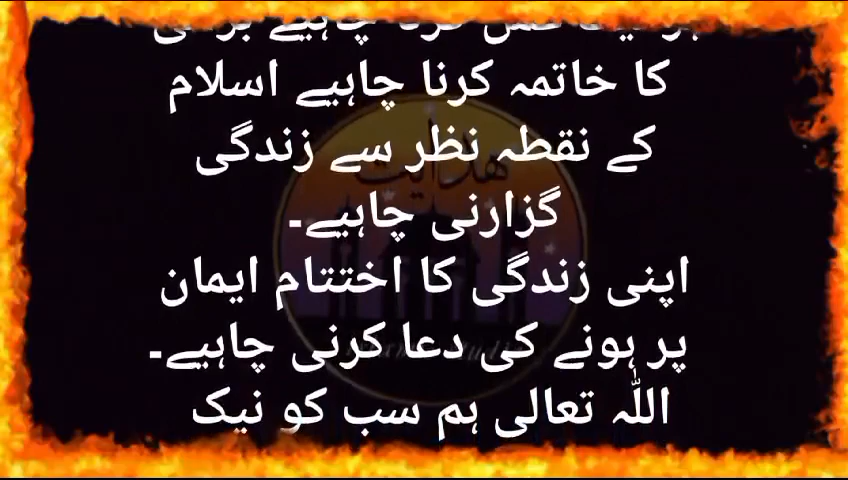 کا خاتمہ کرنا چاہیے اسلام
کے نقطہ نظر سے زندگی
گزارنی چاہیے۔
اپنی زندگی کا اختتام ایمان
پر ہونے کی دعا کرنی چاہیے۔
اللہ تعالی ہم سب کو نیک
ھدایت